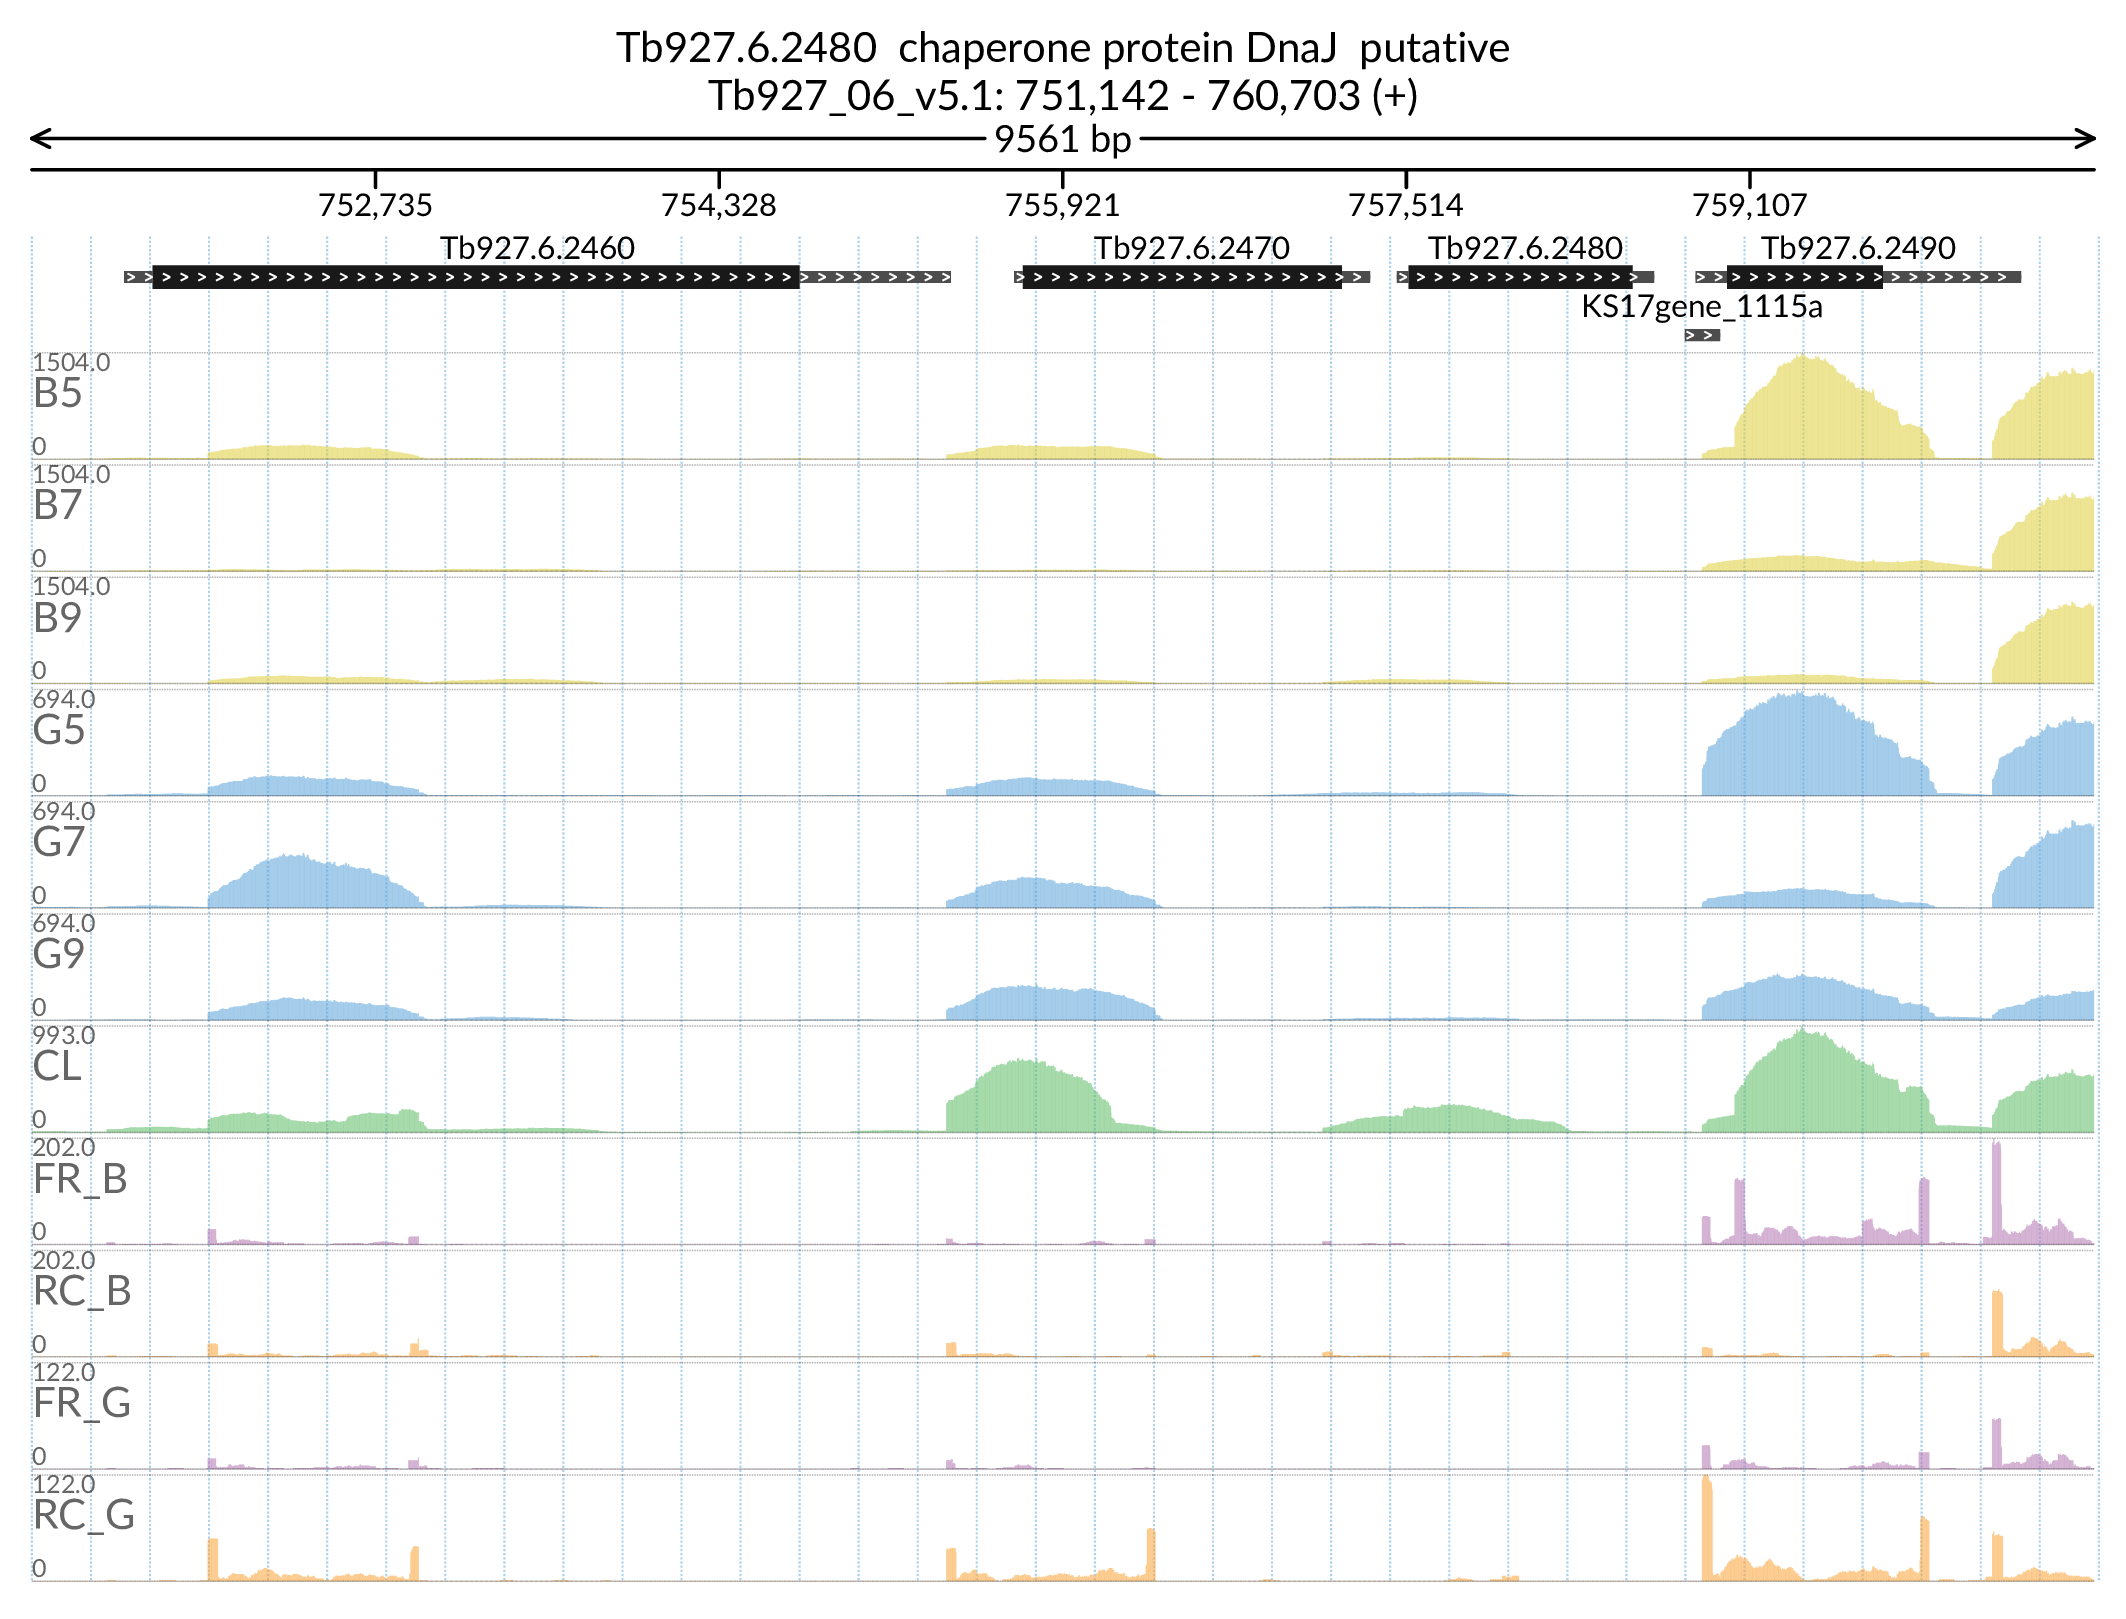 Tb927.6.2480  chaperone protein DnaJ  putative
Tb927_06_v5.1: 751,142 - 760,703 (+)
9561 bp
752,735 754,328 755,921 757,514 759,107
Tb927.6.2460 Tb927.6.2470 Tb927.6.2480 Tb927.6.2490
KS17gene_1115a
1504.0
B5
0
1504.0
B7
0
1504.0
B9
0
694.0
G5
0
694.0
G7
0
694.0
G9
0
993.0
CL
0
202.0
FR_B
0
202.0
RC_B
0
122.0
FR_G
0
122.0
RC_G
0